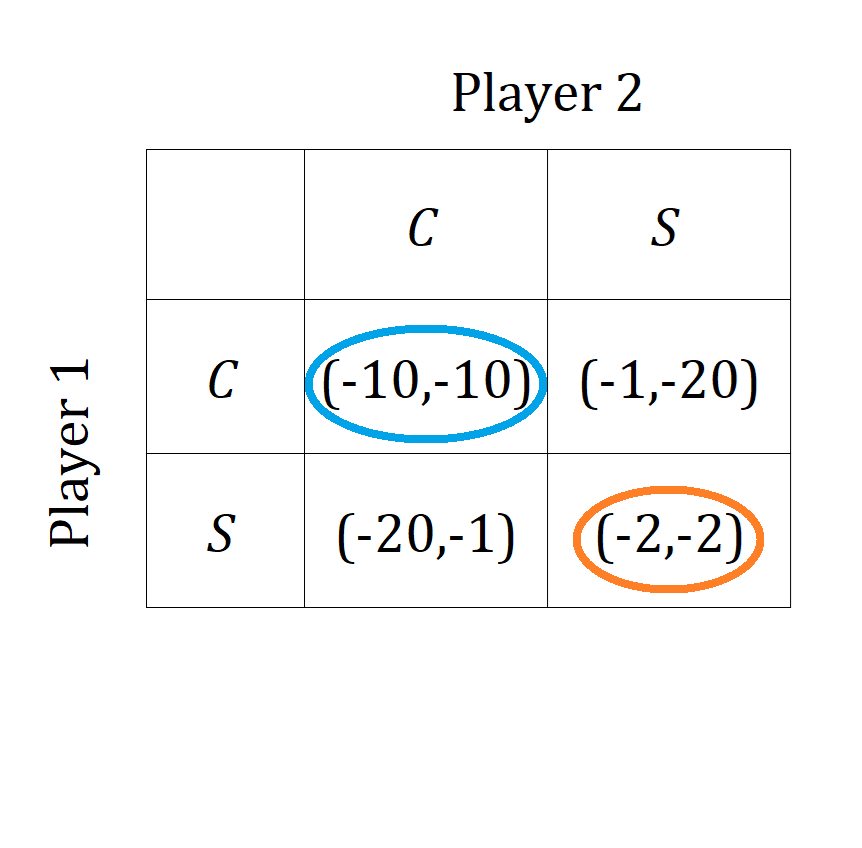 Player 2
C S
Player 1
C (-10,-10) (-1,-20)
S (-20,-1) (-2,-2)